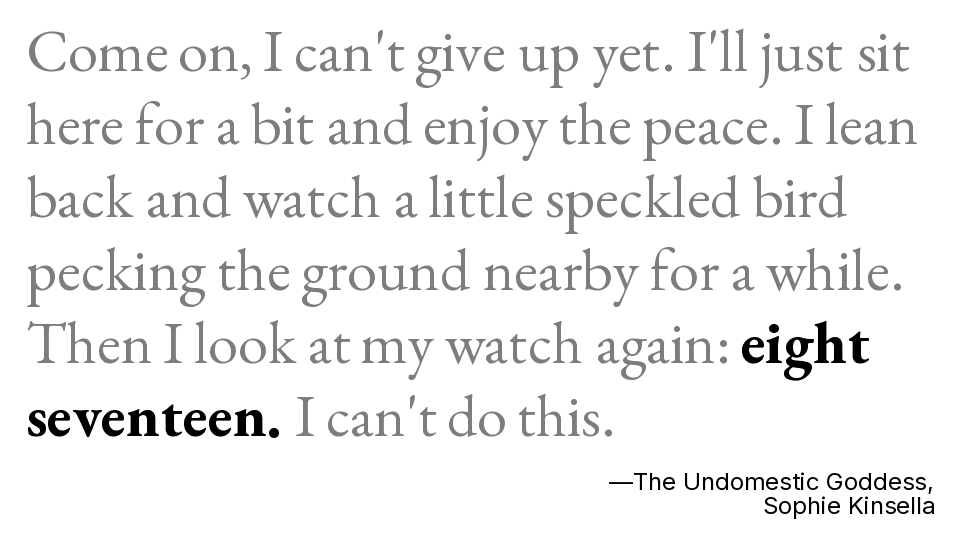 Come on, I can't give up yet. I'll just sit
here for a bit and enjoy the peace. I lean
back and watch a little speckled bird
pecking the ground nearby for a while.
Then I look at my watch again: eight
seventeen. I can't do this.
—The Undomestic Goddess,
Sophie Kinsella